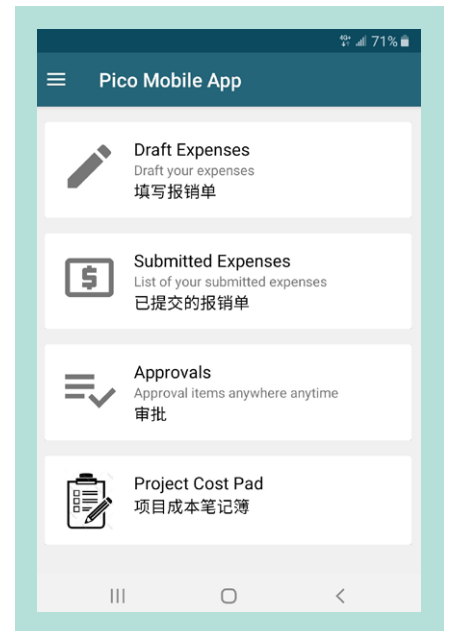 71%
Pico Mobile App
Draft Expenses
Draft your expenses
填写报销单
Submitted Expenses
List of your submitted expenses
已提交的报销单
Approvals
Approval items anywhere anytime
审批
Project Cost Pad
项目成本笔记簿